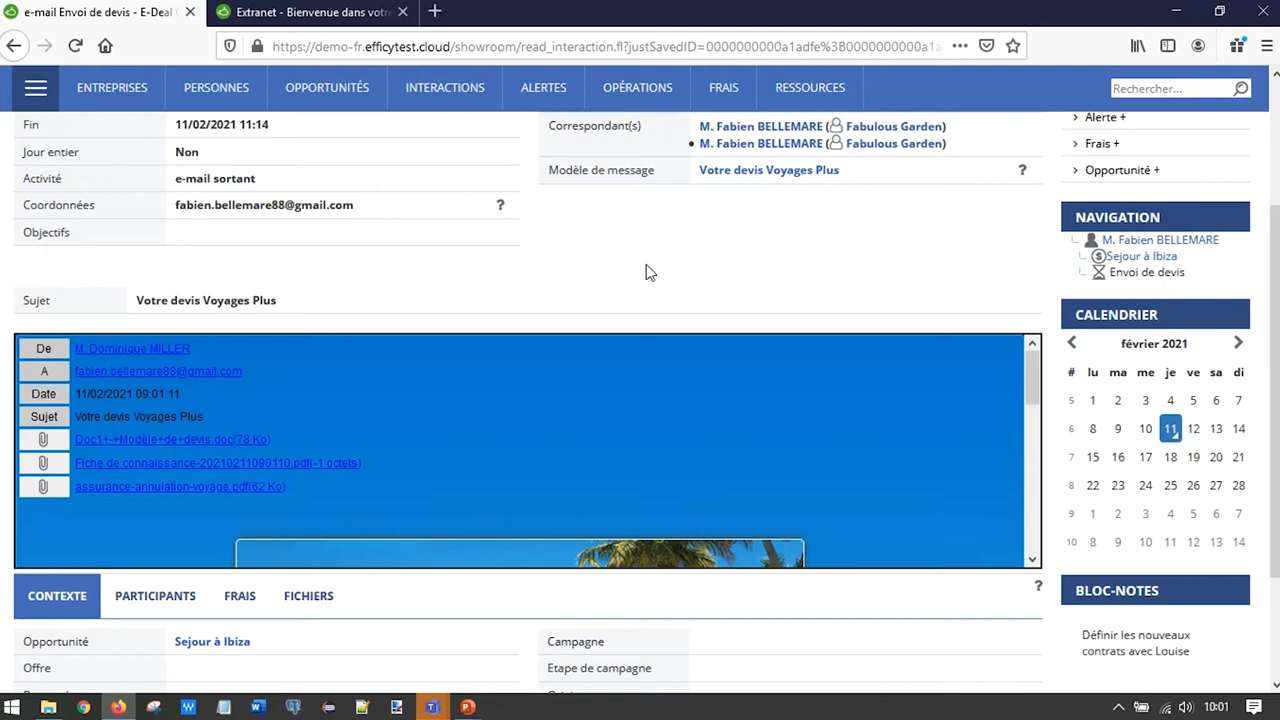 e-mail Envoi de devis - E-Deal
Extranet - Bienvenue dans votr
https://demo-fr.efficytest.cloud/showroom/read_interaction.fl?justSavedID=0000000000a1adfe%3B0000000000a1a
ENTREPRISES PERSONNES OPPORTUNITÉS INTERACTIONS ALERTES OPÉRATIONS FRAIS RESSOURCES Rechercher...
Fin 11/02/2021 11:14
Jour entier Non
Activité e-mail sortant
Coordonnées fabien.bellemare88@gmail.com ?
Objectifs
Correspondant(s) M. Fabien BELLEMARE ( Fabulous Garden)
M. Fabien BELLEMARE ( Fabulous Garden)
Modèle de message Votre devis Voyages Plus ?
Alerte +
Frais +
Opportunité +
NAVIGATION
M. Fabien BELLEMARE
Sejour à Ibiza
Envoi de devis
Sujet Votre devis Voyages Plus
De M. Dominique MILLER
A fabien.bellemare88@gmail.com
Date 11/02/2021 09:01:11
Sujet Votre devis Voyages Plus
Doc1+-+Modèle+de+devis.doc(78 Ko)
Fiche de connaissance-20210211090110.pdf(-1 octets)
assurance-annulation-voyage.pdf(62 Ko)
CALENDRIER
février 2021
# lu ma me je ve sa di
5 1 2 3 4 5 6 7
6 8 9 10 11 12 13 14
7 15 16 17 18 19 20 21
8 22 23 24 25 26 27 28
9 1 2 3 4 5 6 7
10 8 9 10 11 12 13 14
BLOC-NOTES
Définir les nouveaux
contrats avec Louise
CONTEXTE PARTICIPANTS FRAIS FICHIERS ?
Opportunité Sejour à Ibiza
Offre
Campagne
Etape de campagne
10:01